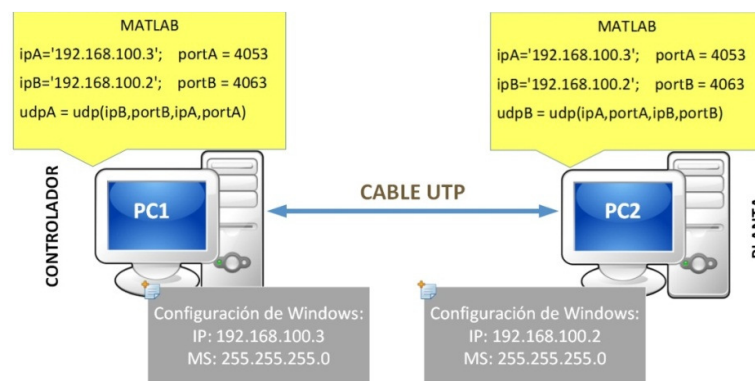 MATLAB
ipA='192.168.100.3'; portA = 4053
ipB='192.168.100.2'; portB = 4063
udpA = udp(ipB,portB,ipA,portA)
MATLAB
ipA='192.168.100.3'; portA = 4053
ipB='192.168.100.2'; portB = 4063
udpB = udp(ipA,portA,ipB,portB)
CONTROLADOR
PC1
CABLE UTP
PC2
PLANTA
Configuración de Windows:
IP: 192.168.100.3
MS: 255.255.255.0
Configuración de Windows:
IP: 192.168.100.2
MS: 255.255.255.0